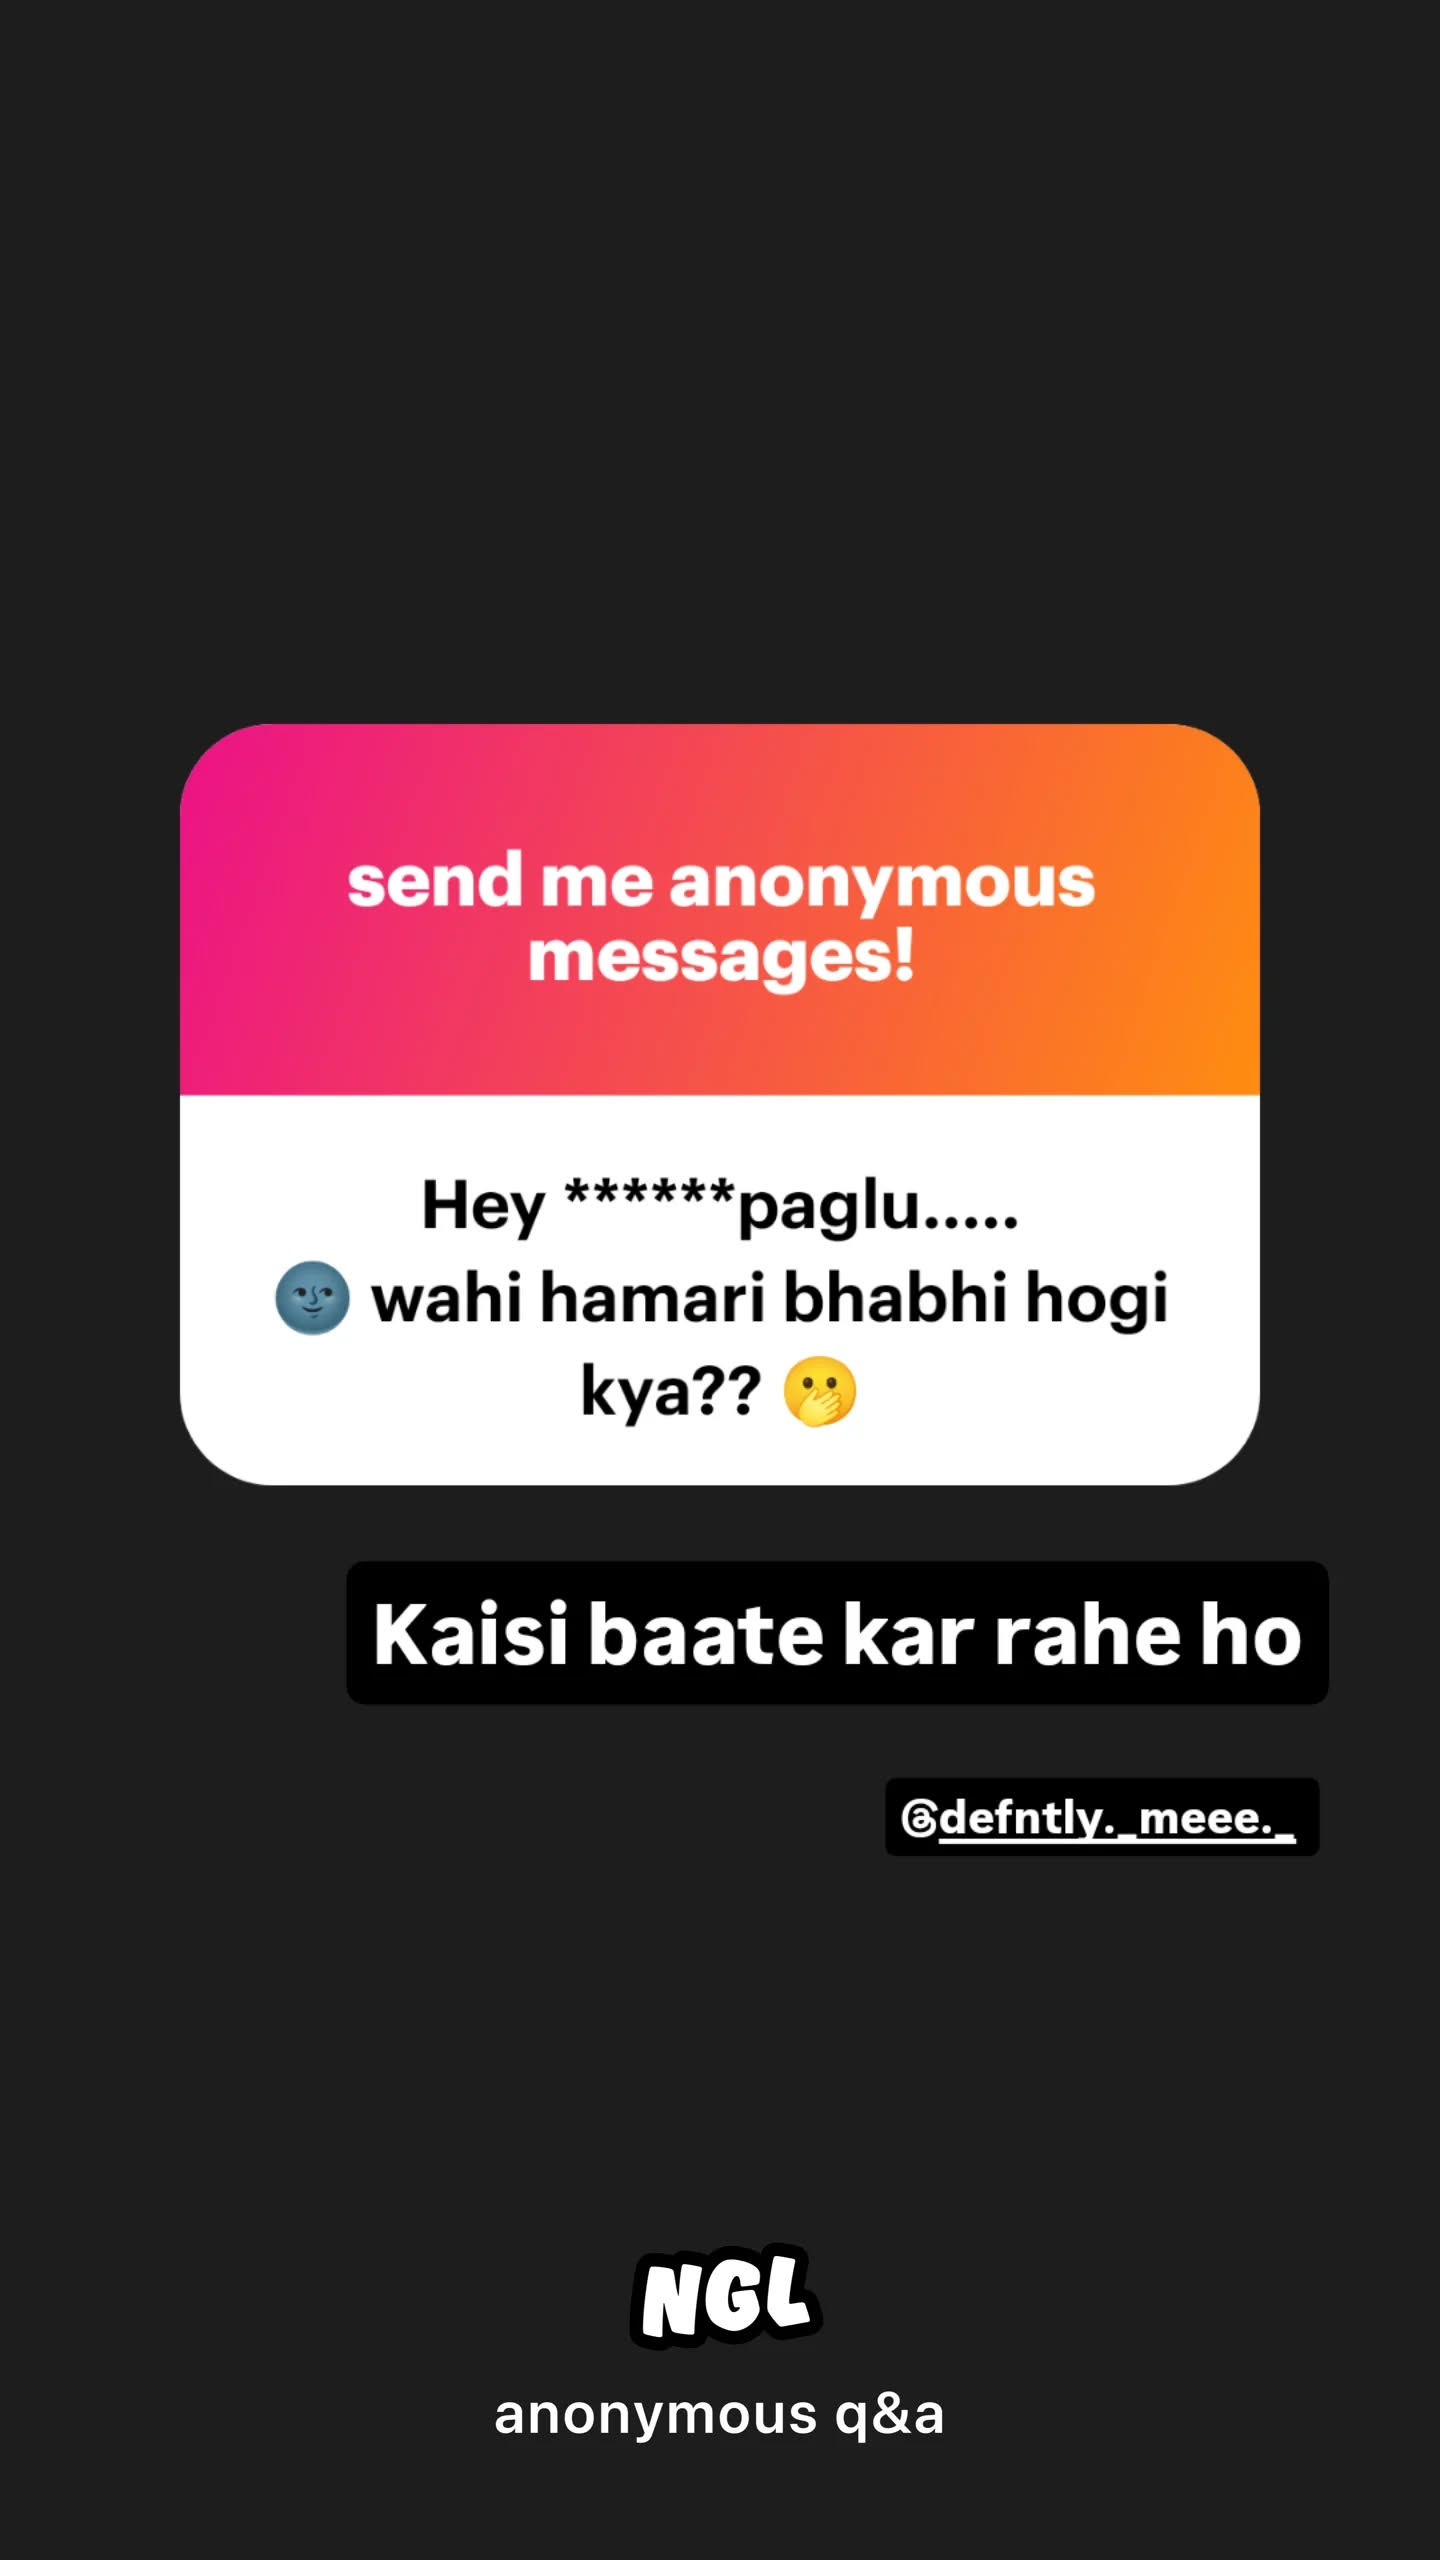 send me anonymous
messages!
Hey ******paglu.....
🌚 wahi hamari bhabhi hogi
kya?? 🫢
Kaisi baate kar rahe ho
@defntly._meee._
NGL
anonymous q&a